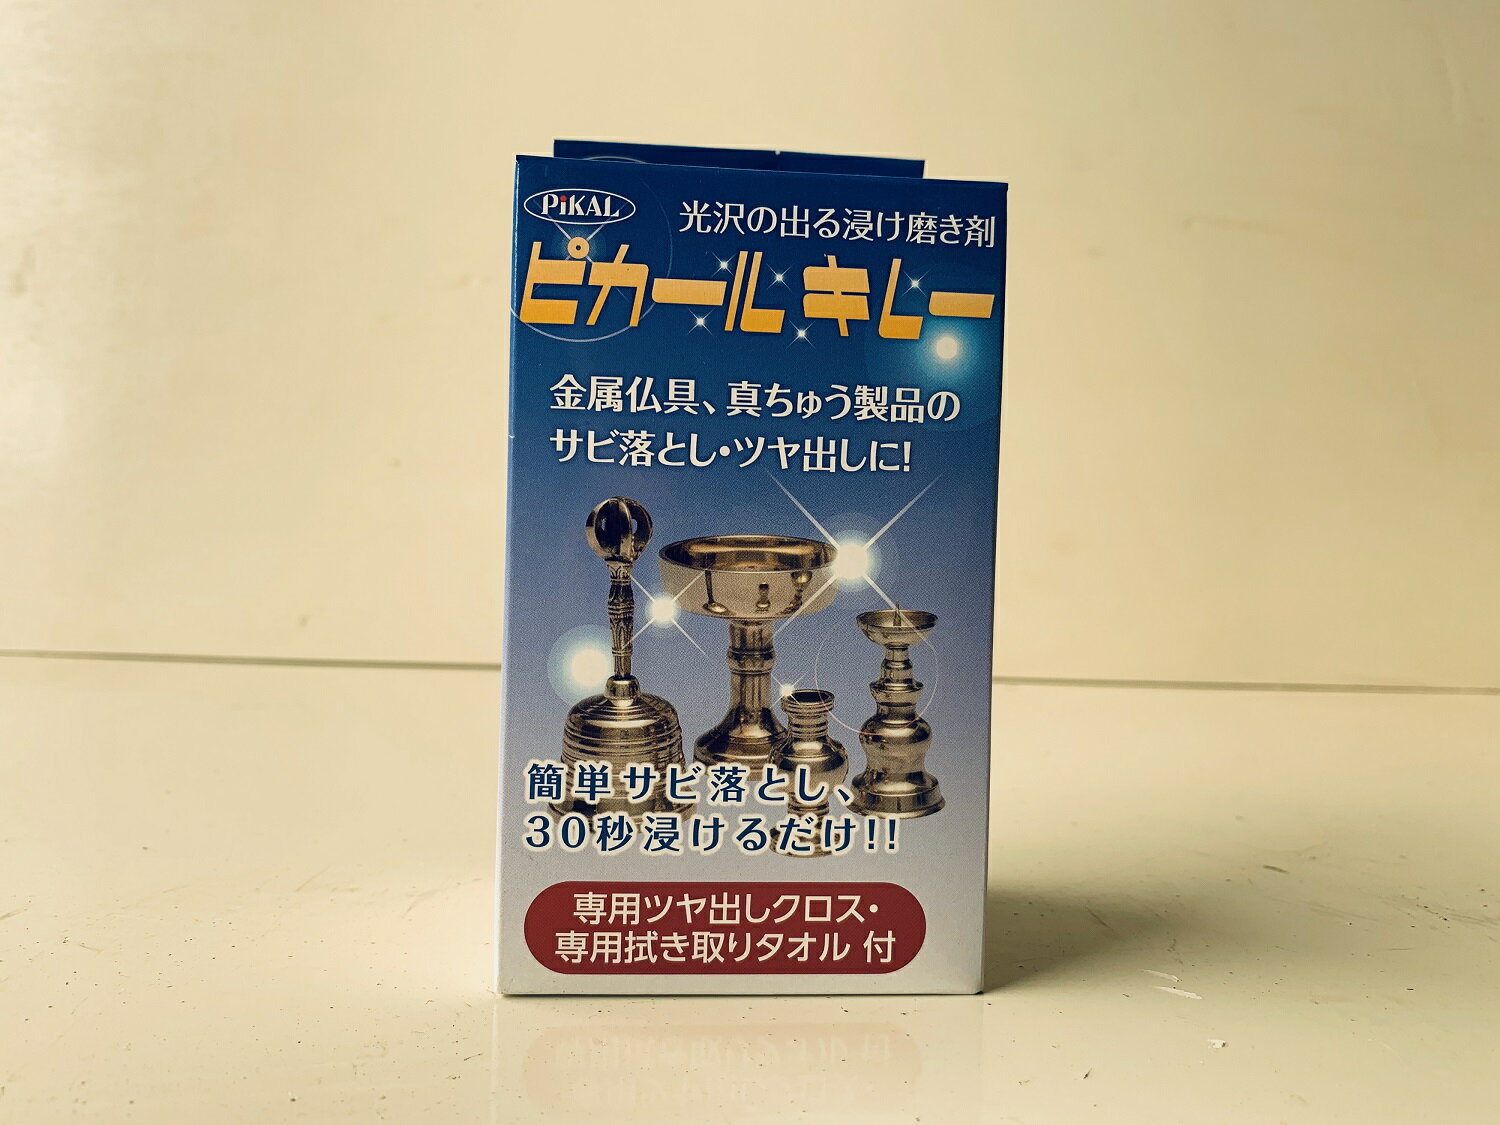 PiKAL
光沢の出る浸け磨き剤
ピカールキレー
金属仏具、真ちゅう製品の
サビ落とし・ツヤ出しに!
簡単サビ落とし、
30秒浸けるだけ!!
専用ツヤ出しクロス・
専用拭き取りタオル 付